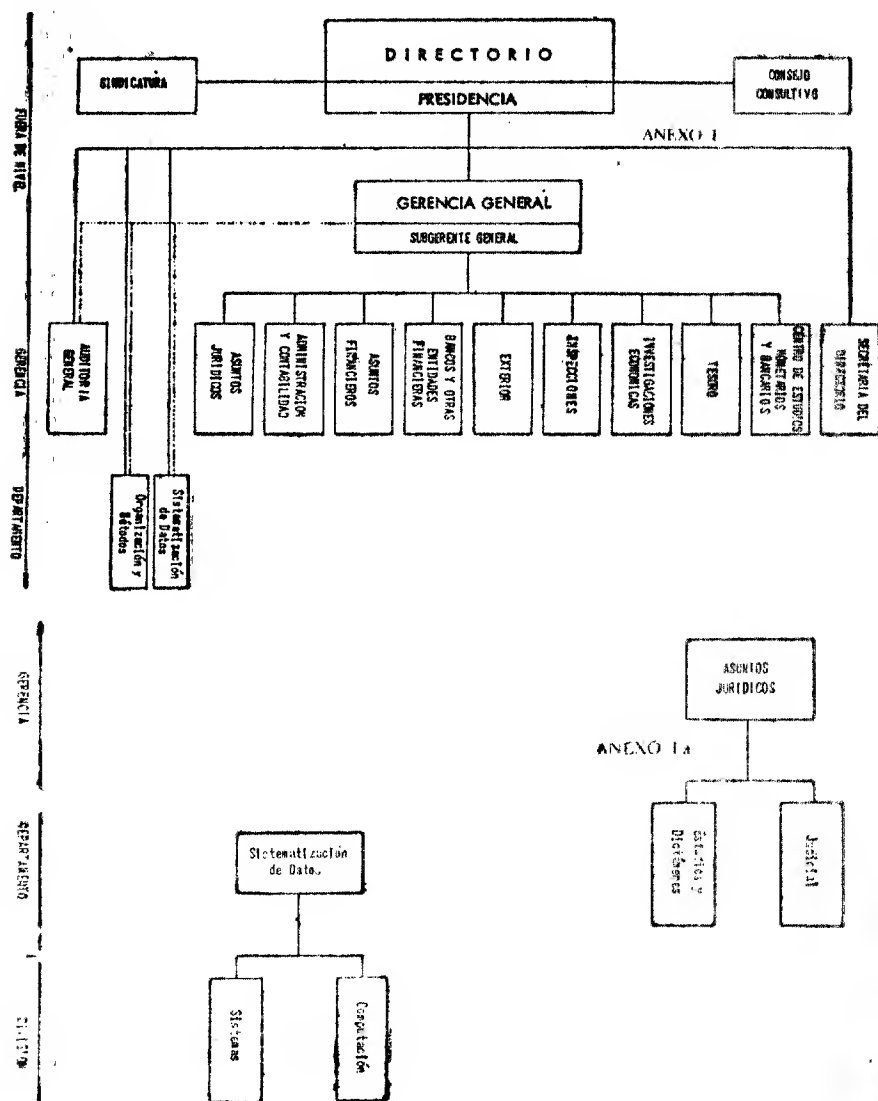 DIRECTORIO
PRESIDENCIA
SINDICATURA
CONSEJO
CONSULTIVO
ANEXO I
FUERA DE NIVEL
GERENCIA GENERAL
SUBGERENTE GENERAL
GERENCIA
AUDITORIA
GENERAL
ASUNTOS
JURIDICOS
ADMINISTRACION
Y CONTABILIDAD
ASUNTOS
FINANCIEROS
BANCOS Y OTRAS
ENTIDADES
FINANCIERAS
EXTERIOR
INSPECCIONES
INVESTIGACIONES
ECONOMICAS
TESORO
CENTRO DE ESTUDIOS
MONETARIOS
Y BANCARIOS
SECRETARIA DEL
DIRECTORIO
DEPARTAMENTO
Organización y
Métodos
Sistematización
de Datos
GERENCIA
ASUNTOS
JURIDICOS
ANEXO I a
DEPARTAMENTO
Estudios y
Dictámenes
Judicial
Sistematización
de Datos
DIVISION
Sistemas
Computación